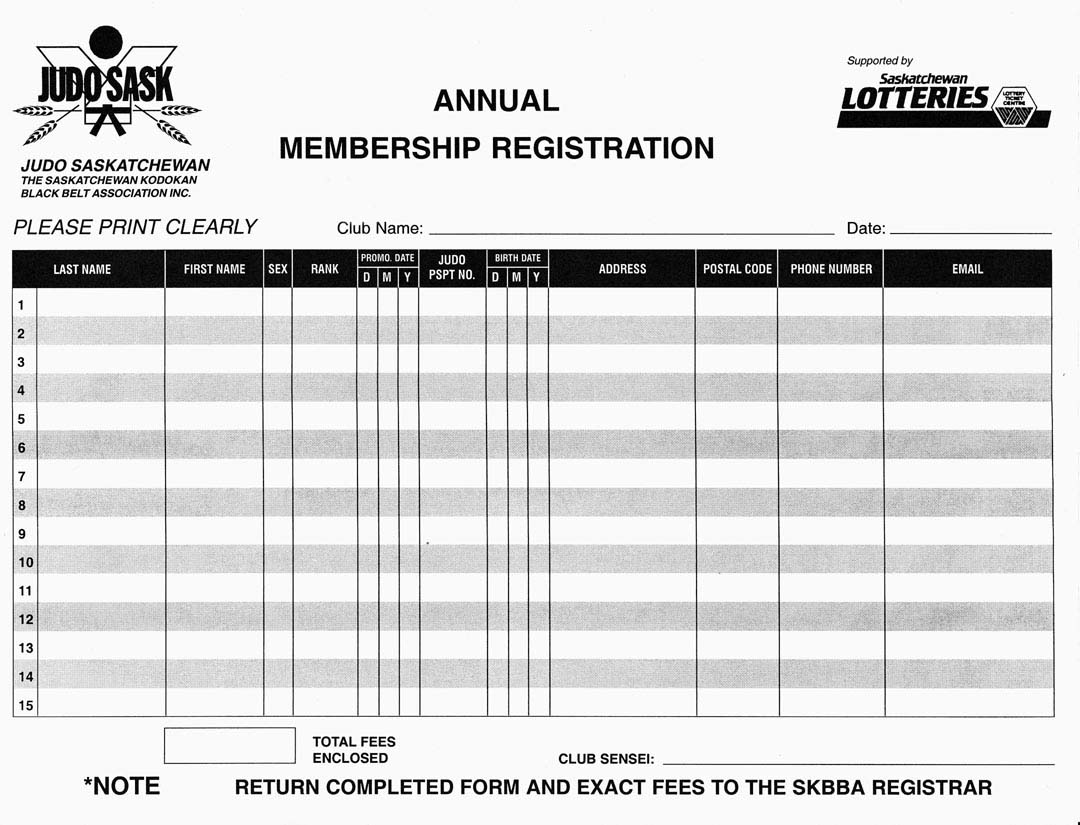 JUDO SASK
JUDO SASKATCHEWAN
THE SASKATCHEWAN KODOKAN
BLACK BELT ASSOCIATION INC.
ANNUAL
MEMBERSHIP REGISTRATION
Supported by
Saskatchewan
LOTTERIES
LOTTERY
TICKET
CENTRE
PLEASE PRINT CLEARLY
Club Name:
Date:
LAST NAME FIRST NAME SEX RANK PROMO. DATE D M Y JUDO PSPT NO. BIRTH DATE D M Y ADDRESS POSTAL CODE PHONE NUMBER EMAIL
1
2
3
4
5
6
7
8
9
10
11
12
13
14
15
TOTAL FEES
ENCLOSED
CLUB SENSEI:
*NOTE RETURN COMPLETED FORM AND EXACT FEES TO THE SKBBA REGISTRAR